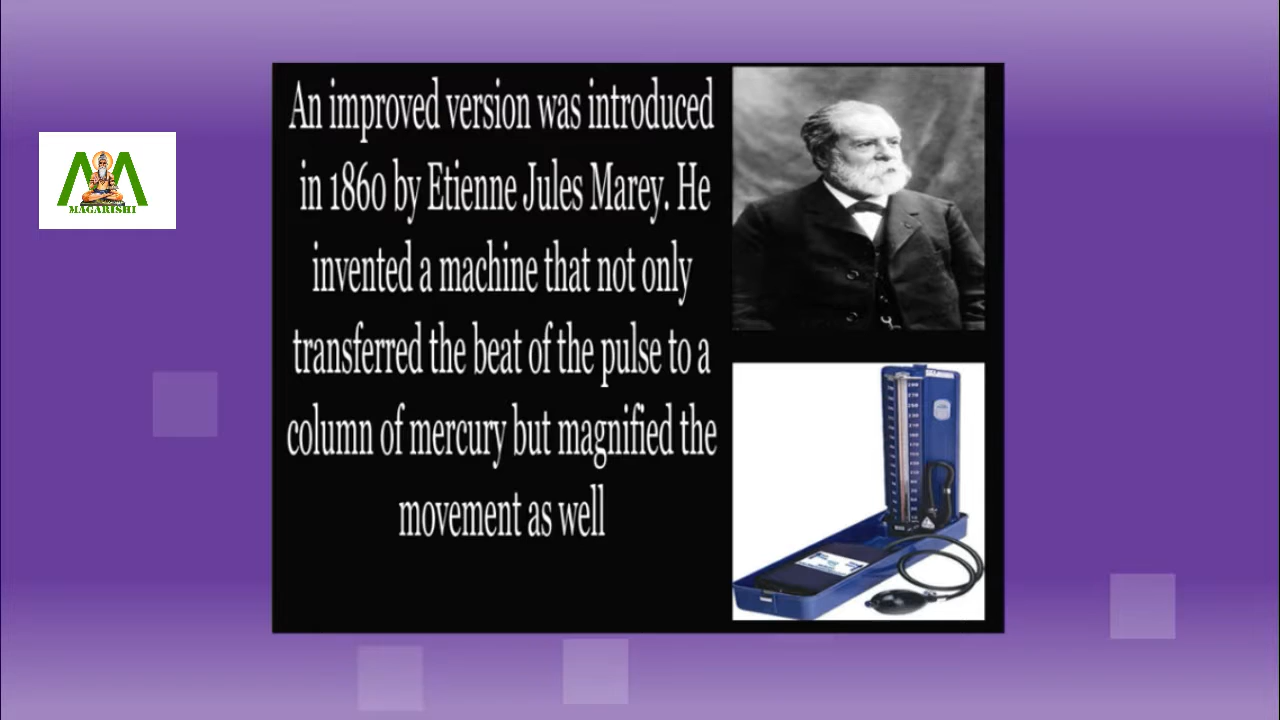 MAGARISHI
An improved version was introduced
in 1860 by Etienne Jules Marey. He
invented a machine that not only
transferred the beat of the pulse to a
column of mercury but magnified the
movement as well